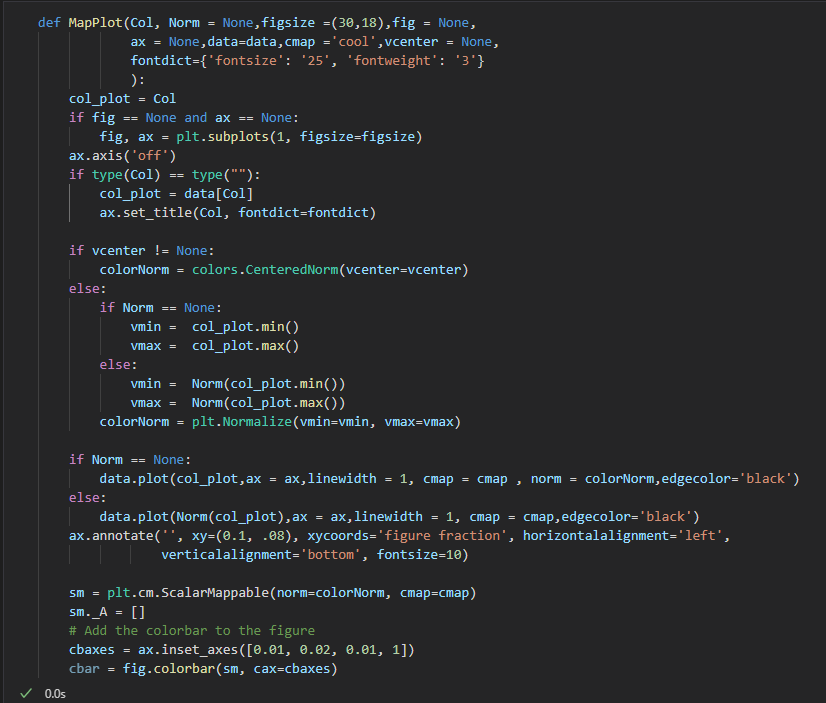 def MapPlot(Col, Norm = None,figsize =(30,18),fig = None,
            ax = None,data=data,cmap ='cool',vcenter = None,
            fontdict={'fontsize': '25', 'fontweight': '3'}
            ):
    col_plot = Col
    if fig == None and ax == None:
        fig, ax = plt.subplots(1, figsize=figsize)
    ax.axis('off')
    if type(Col) == type(""):
        col_plot = data[Col]
        ax.set_title(Col, fontdict=fontdict)

    if vcenter != None:
        colorNorm = colors.CenteredNorm(vcenter=vcenter)
    else:
        if Norm == None:
            vmin =  col_plot.min()
            vmax =  col_plot.max()
        else:
            vmin =  Norm(col_plot.min())
            vmax =  Norm(col_plot.max())
        colorNorm = plt.Normalize(vmin=vmin, vmax=vmax)

    if Norm == None:
        data.plot(col_plot,ax = ax,linewidth = 1, cmap = cmap , norm = colorNorm,edgecolor='black')
    else:
        data.plot(Norm(col_plot),ax = ax,linewidth = 1, cmap = cmap,edgecolor='black')
    ax.annotate('', xy=(0.1, .08), xycoords='figure fraction', horizontalalignment='left',
                verticalalignment='bottom', fontsize=10)

    sm = plt.cm.ScalarMappable(norm=colorNorm, cmap=cmap)
    sm._A = []
    # Add the colorbar to the figure
    cbaxes = ax.inset_axes([0.01, 0.02, 0.01, 1])
    cbar = fig.colorbar(sm, cax=cbaxes)
✓ 0.0s